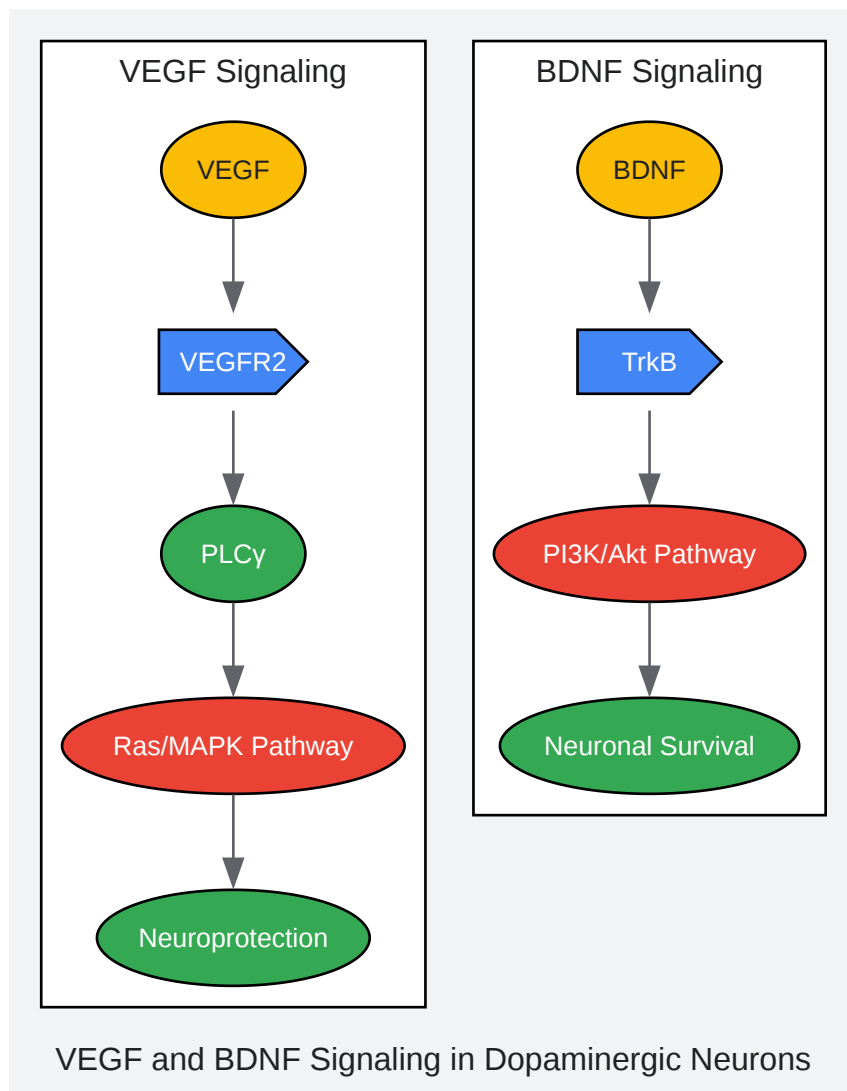 VEGF Signaling
VEGF
VEGFR2
PLCγ
Ras/MAPK Pathway
Neuroprotection
BDNF Signaling
BDNF
TrkB
PI3K/Akt Pathway
Neuronal Survival
VEGF and BDNF Signaling in Dopaminergic Neurons